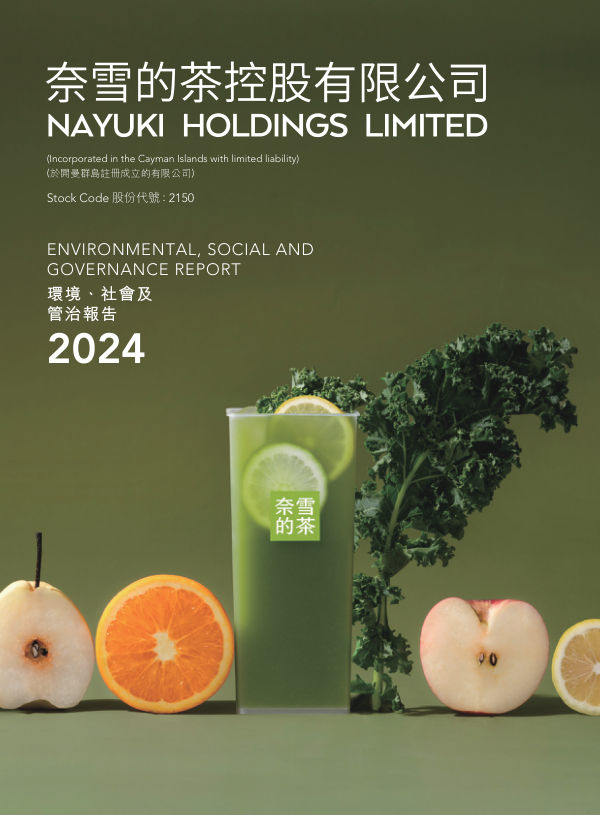 奈雪的茶控股有限公司
NAYUKI HOLDINGS LIMITED
(Incorporated in the Cayman Islands with limited liability)
(於開曼群島註冊成立的有限公司)
Stock Code 股份代號 : 2150
ENVIRONMENTAL, SOCIAL AND
GOVERNANCE REPORT
環境、社會及
管治報告
2024
奈雪
的茶